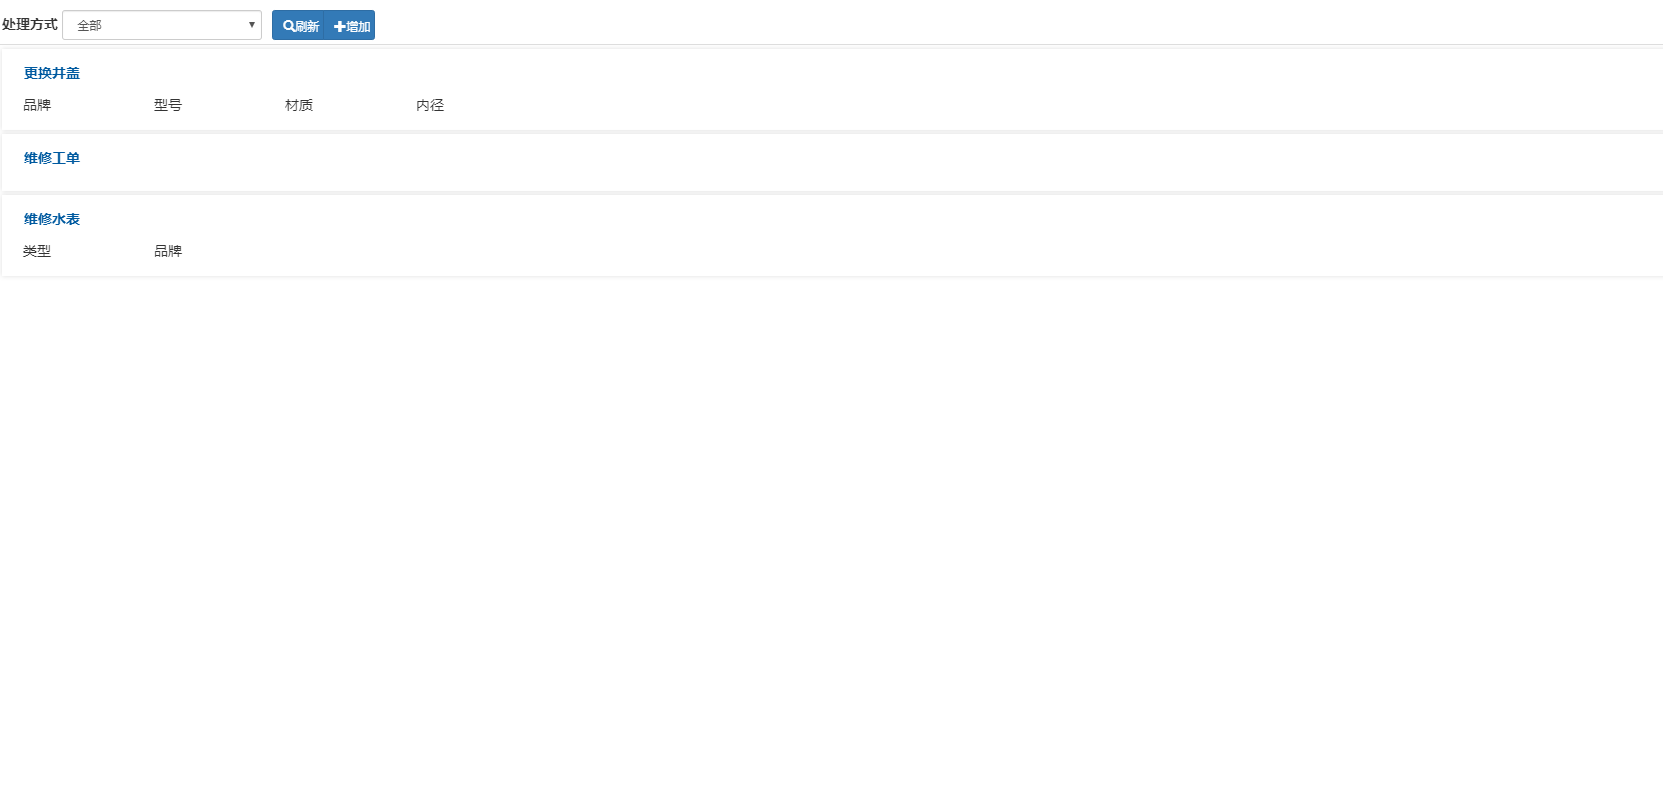 处理方式 全部 刷新 增加
更换井盖
品牌 型号 材质 内径
维修工单
维修水表
类型 品牌